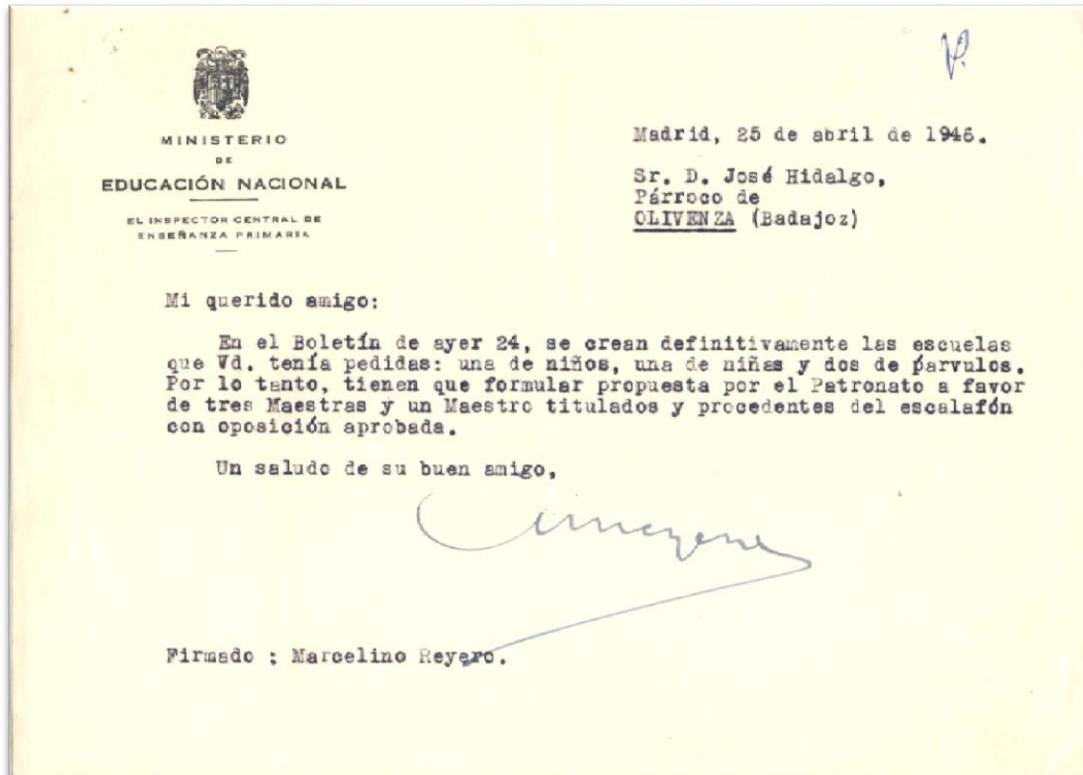 MINISTERIO
DE
EDUCACIÓN NACIONAL
EL INSPECTOR CENTRAL DE
ENSEÑANZA PRIMARIA
Madrid, 25 de abril de 1946.
Sr. D. José Hidalgo,
Párroco de
OLIVENZA (Badajoz)
Mi querido amigo:
En el Boletín de ayer 24, se crean definitivamente las escuelas
que Vd. tenía pedidas: una de niños, una de niñas y dos de párvulos.
Por lo tanto, tienen que formular propuesta por el Patronato a favor
de tres Maestras y un Maestro titulados y procedentes del escalafón
con oposición aprobada.
Un saludo de su buen amigo,
Firmado : Marcelino Reyero.